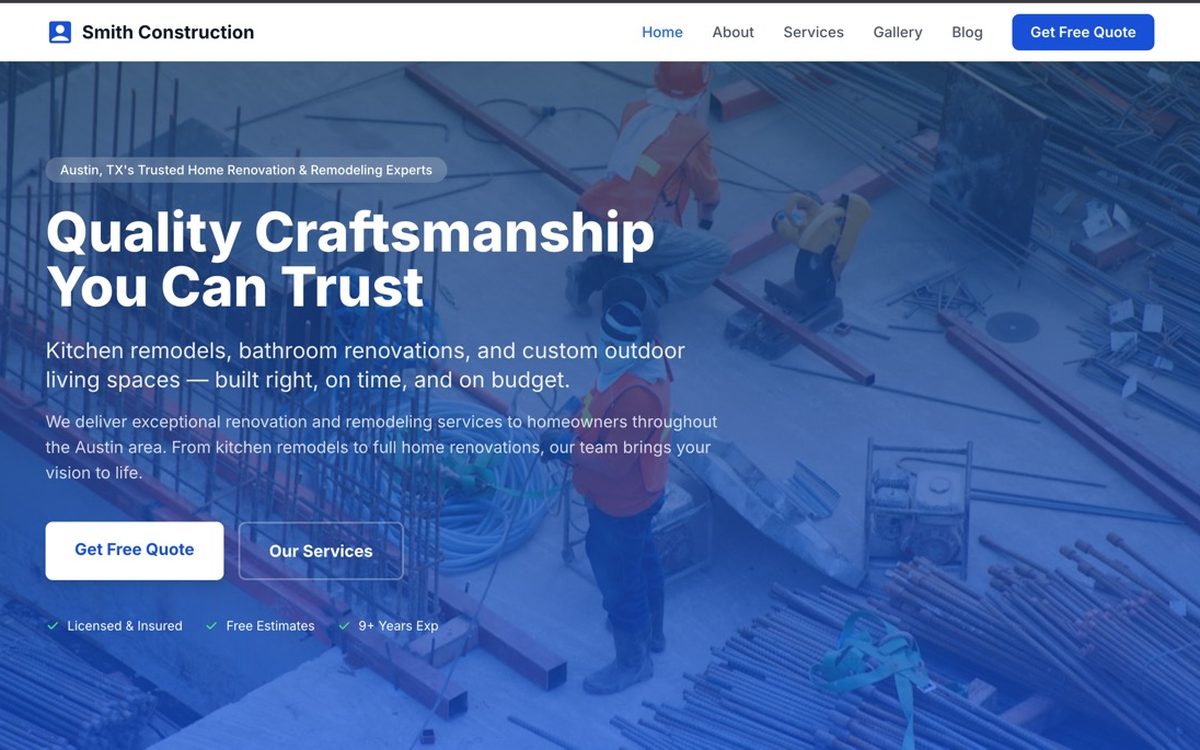 Smith Construction
Home
About
Services
Gallery
Blog
Get Free Quote
Austin, TX's Trusted Home Renovation & Remodeling Experts
Quality Craftsmanship
You Can Trust
Kitchen remodels, bathroom renovations, and custom outdoor
living spaces — built right, on time, and on budget.
We deliver exceptional renovation and remodeling services to homeowners throughout
the Austin area. From kitchen remodels to full home renovations, our team brings your
vision to life.
Get Free Quote
Our Services
Licensed & Insured
Free Estimates
9+ Years Exp